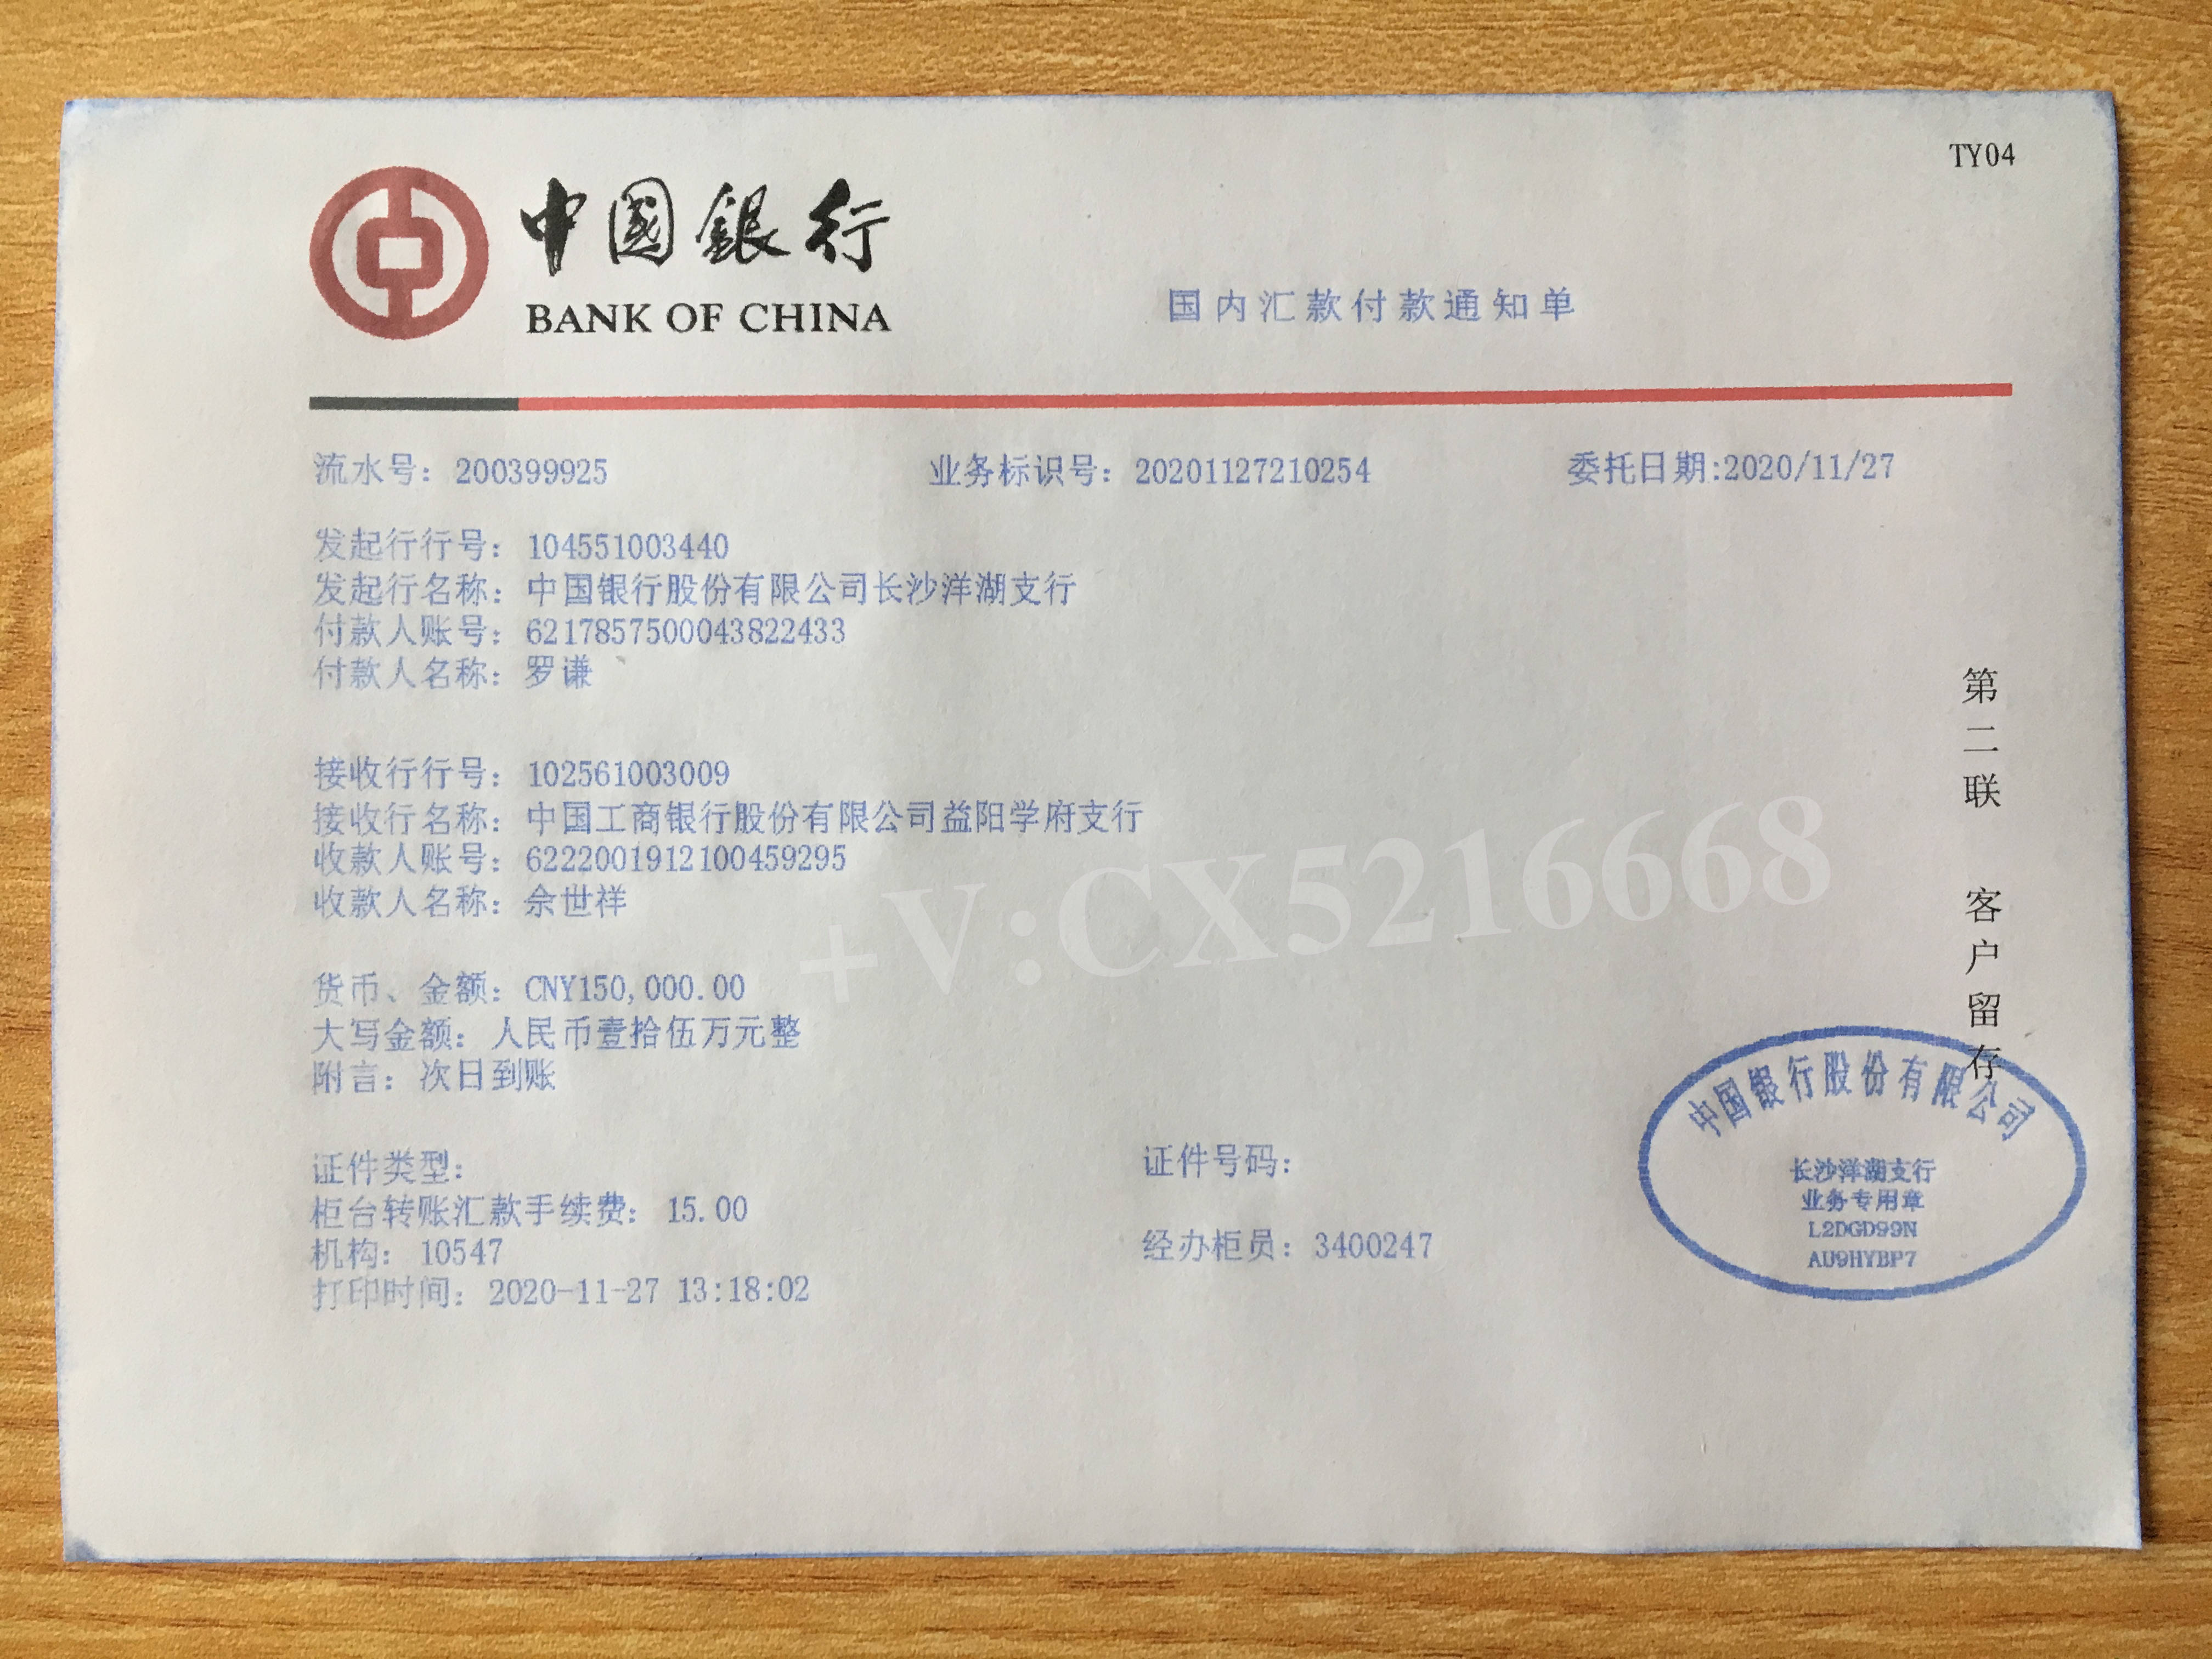 TY04
中國銀行
BANK OF CHINA
国内汇款付款通知单
流水号：200399925 业务标识号：20201127210254 委托日期:2020/11/27
发起行行号：104551003440
发起行名称：中国银行股份有限公司长沙洋湖支行
付款人账号：6217857500043822433
付款人名称：罗谦
接收行行号：102561003009
接收行名称：中国工商银行股份有限公司益阳学府支行
收款人账号：6222001912100459295
收款人名称：佘世祥
货币、金额：CNY150,000.00
大写金额：人民币壹拾伍万元整
附言：次日到账
证件类型： 证件号码：
柜台转账汇款手续费：15.00
机构：10547 经办柜员：3400247
打印时间：2020-11-27 13:18:02
第二联 客户留存
中国银行股份有限公司
长沙洋湖支行
业务专用章
L2DGD99N
AU9HYBP7
+V:CX5216668